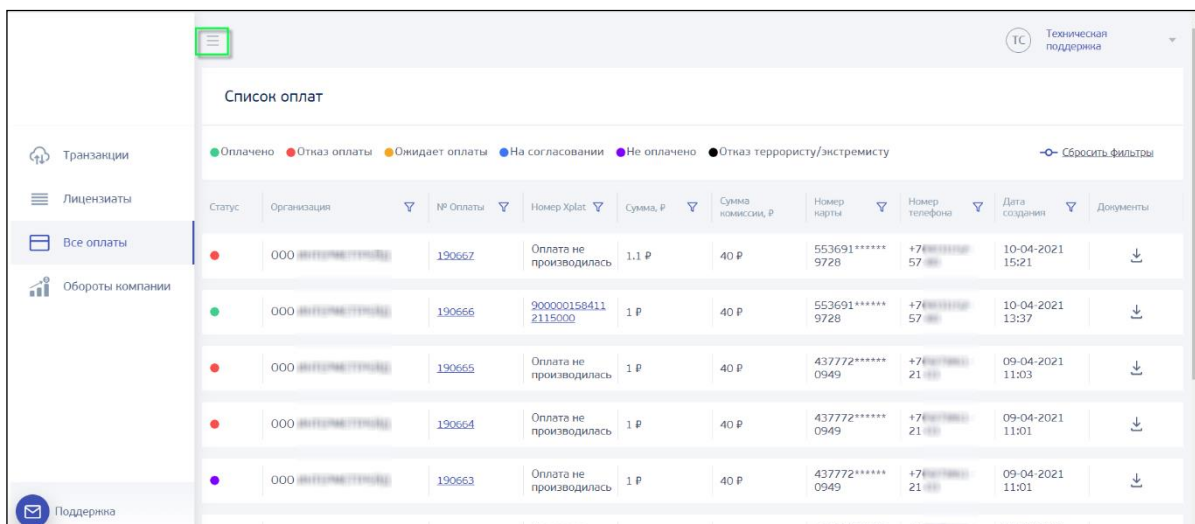 ТС Техническая поддержка
Список оплат
Транзакции
Лицензиаты
Все оплаты
Обороты компании
Поддержка
Оплачено Отказ оплаты Ожидает оплаты На согласовании Не оплачено Отказ террористу/экстремисту Сбросить фильтры
Статус Организация № Оплаты Номер Xplat Сумма, ₽ Сумма комиссии, ₽ Номер карты Номер телефона Дата создания Документы
ООО 190667 Оплата не производилась 1.1 ₽ 40 ₽ 553691****** 9728 +7 57 10-04-2021 15:21
ООО 190666 900000158411 2115000 1 ₽ 40 ₽ 553691****** 9728 +7 57 10-04-2021 13:37
ООО 190665 Оплата не производилась 1 ₽ 40 ₽ 437772****** 0949 +7 21 09-04-2021 11:03
ООО 190664 Оплата не производилась 1 ₽ 40 ₽ 437772****** 0949 +7 21 09-04-2021 11:01
ООО 190663 Оплата не производилась 1 ₽ 40 ₽ 437772****** 0949 +7 21 09-04-2021 11:01